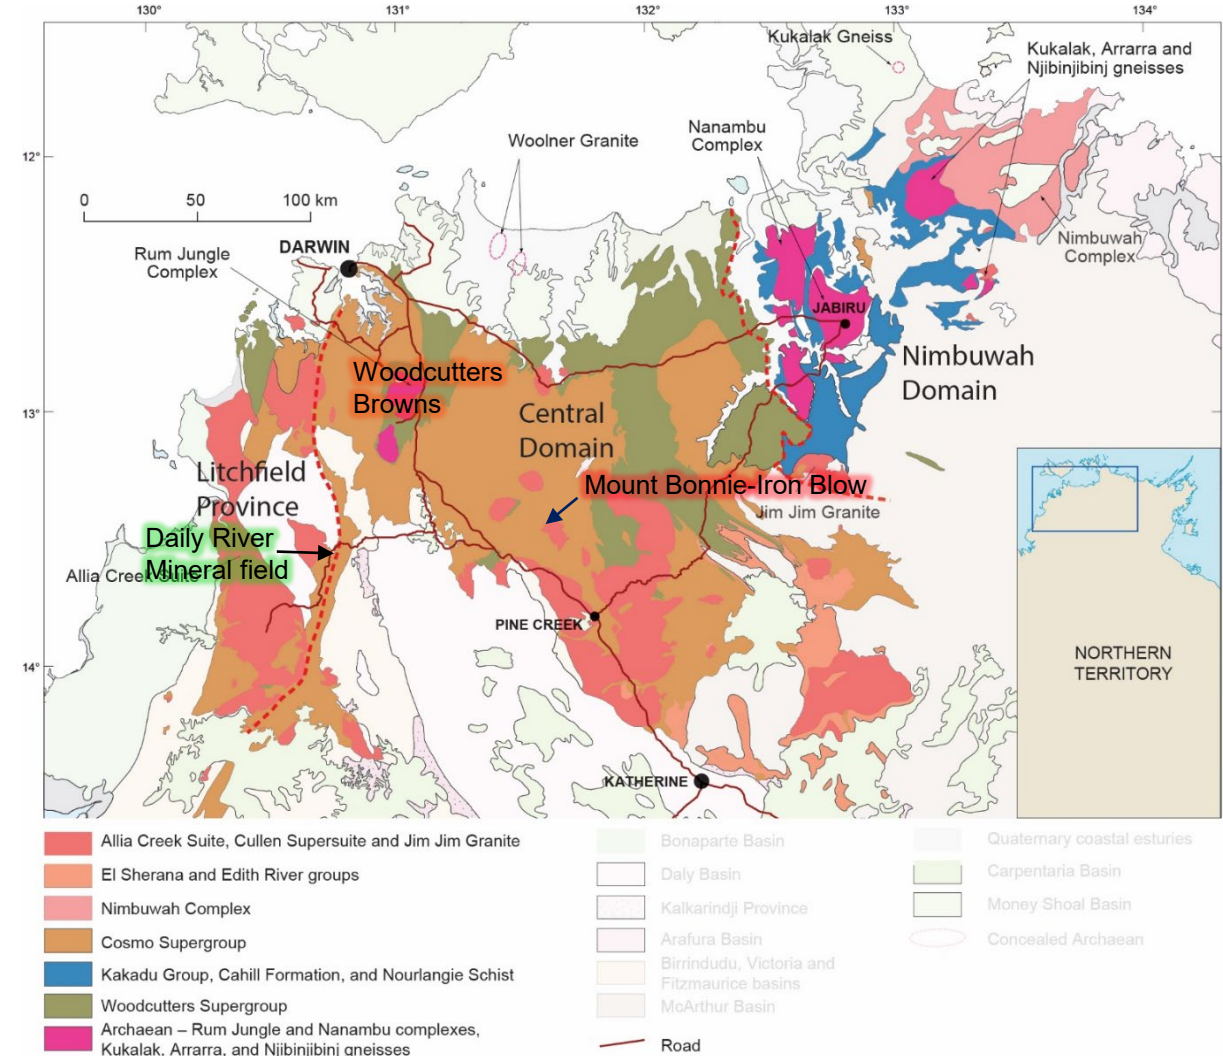 130°
131°
132°
133°
134°
Kukalak Gneiss
Kukalak, Arrarra and
Njibinjibinj gneisses
Nanambu
Complex
Woolner Granite
12°
0 50 100 km
DARWIN
Rum Jungle
Complex
Nimbuwah
Complex
JABIRU
Nimbuwah
Domain
Woodcutters
Browns
13°
Central
Domain
Litchfield
Province
Mount Bonnie-Iron Blow
Jim Jim Granite
Daily River
Mineral field
Allia Creek Suite
PINE CREEK
14°
KATHERINE
NORTHERN
TERRITORY
Allia Creek Suite, Cullen Supersuite and Jim Jim Granite
El Sherana and Edith River groups
Nimbuwah Complex
Cosmo Supergroup
Kakadu Group, Cahill Formation, and Nourlangie Schist
Woodcutters Supergroup
Archaean – Rum Jungle and Nanambu complexes,
Kukalak, Arrarra, and Njibinjibinj gneisses
Bonaparte Basin
Daly Basin
Kalkarindji Province
Arafura Basin
Birrindudu, Victoria and
Fitzmaurice basins
McArthur Basin
Road
Quaternary coastal esturies
Carpentaria Basin
Money Shoal Basin
Concealed Archaean